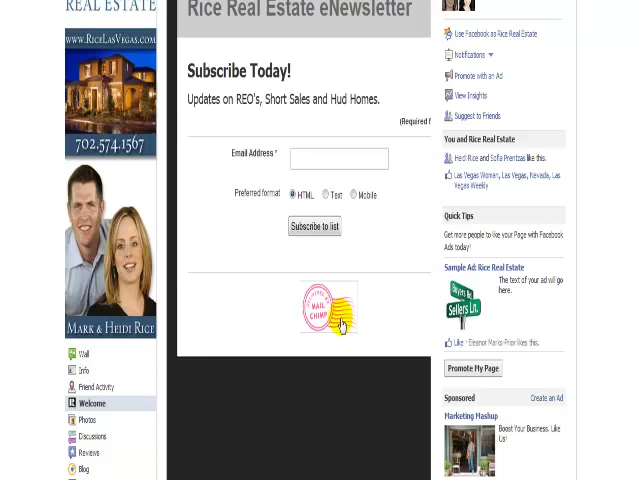 REAL ESTATE
WWW.RICELASVEGAS.COM
702.574.1567
MARK & HEIDI RICE
Wall
Info
Friend Activity
Welcome
Photos
Discussions
Reviews
Blog
Rice Real Estate eNewsletter
Subscribe Today!
Updates on REO's, Short Sales and Hud Homes.
(Required f
Email Address *
Preferred format
HTML
Text
Mobile
Subscribe to list
DELIVERED BY
MAIL
CHIMP
Use Facebook as Rice Real Estate
Notifications
Promote with an Ad
View Insights
Suggest to Friends
You and Rice Real Estate
Heidi Rice and Sofia Prentzas like this.
Las Vegas Woman, Las Vegas, Nevada, Las
Vegas Weekly
Quick Tips
Get more people to like your Page with Facebook
Ads today!
Sample Ad: Rice Real Estate
The text of your ad will go
here.
Buyers Rd.
Sellers Ln.
Like · Eleanor Marks-Prior likes this.
Promote My Page
Sponsored
Create an Ad
Marketing Mashup
Boost Your Business. Like
Us!